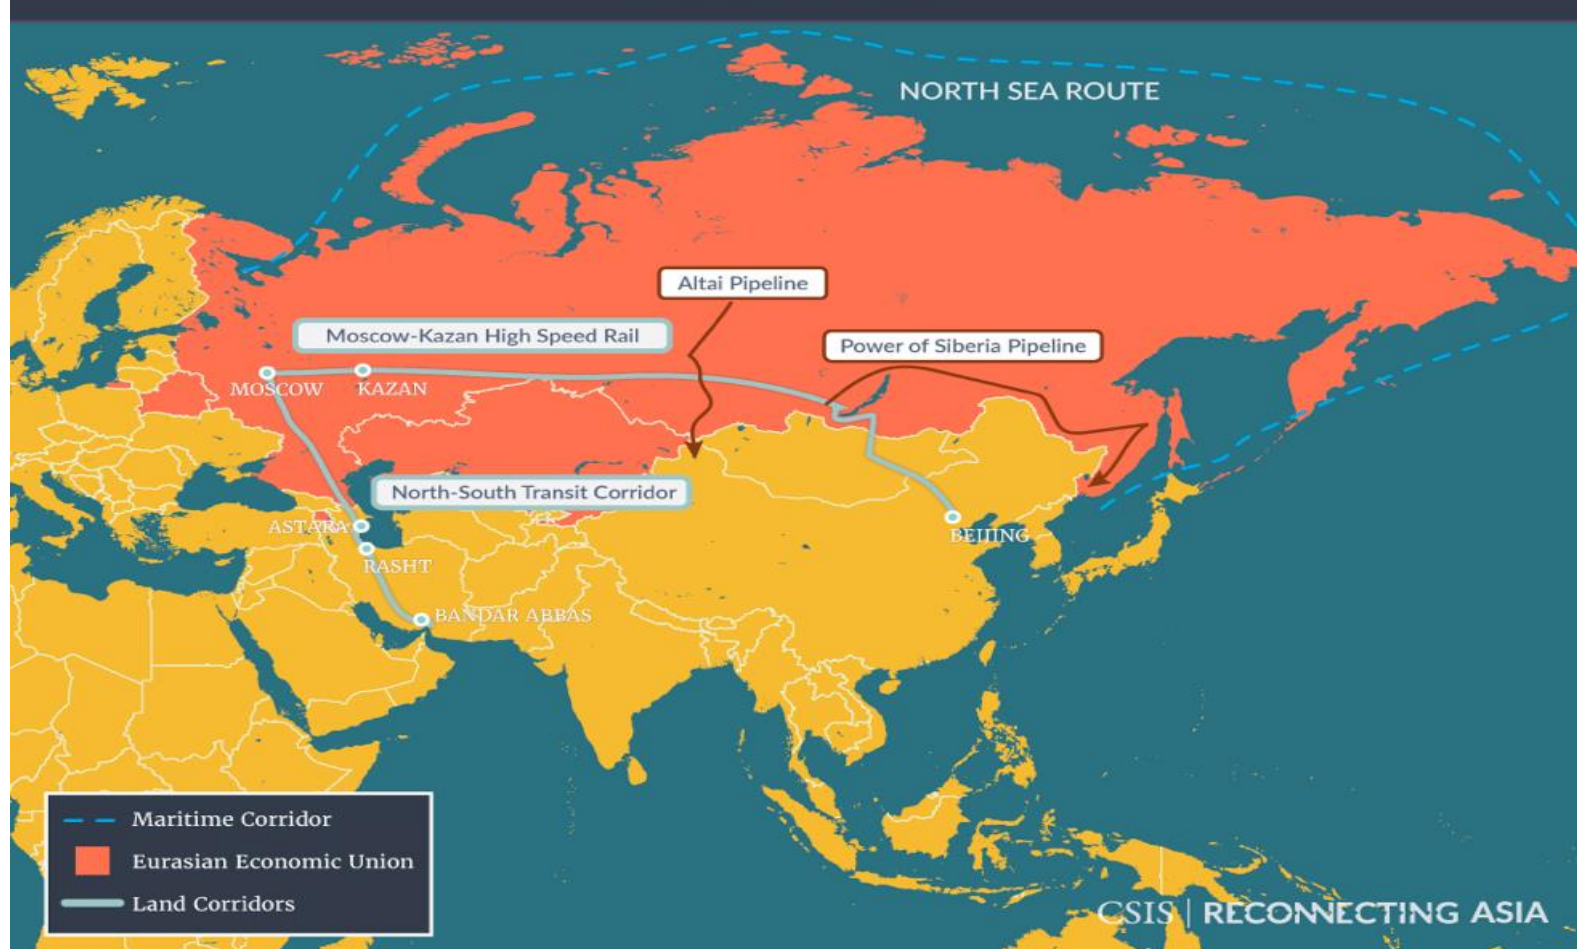 NORTH SEA ROUTE
Altai Pipeline
Moscow-Kazan High Speed Rail
Power of Siberia Pipeline
MOSCOW
KAZAN
North-South Transit Corridor
ASTARA
BEIJING
RASHT
BANDAR ABBAS
Maritime Corridor
Eurasian Economic Union
Land Corridors
CSIS | RECONNECTING ASIA